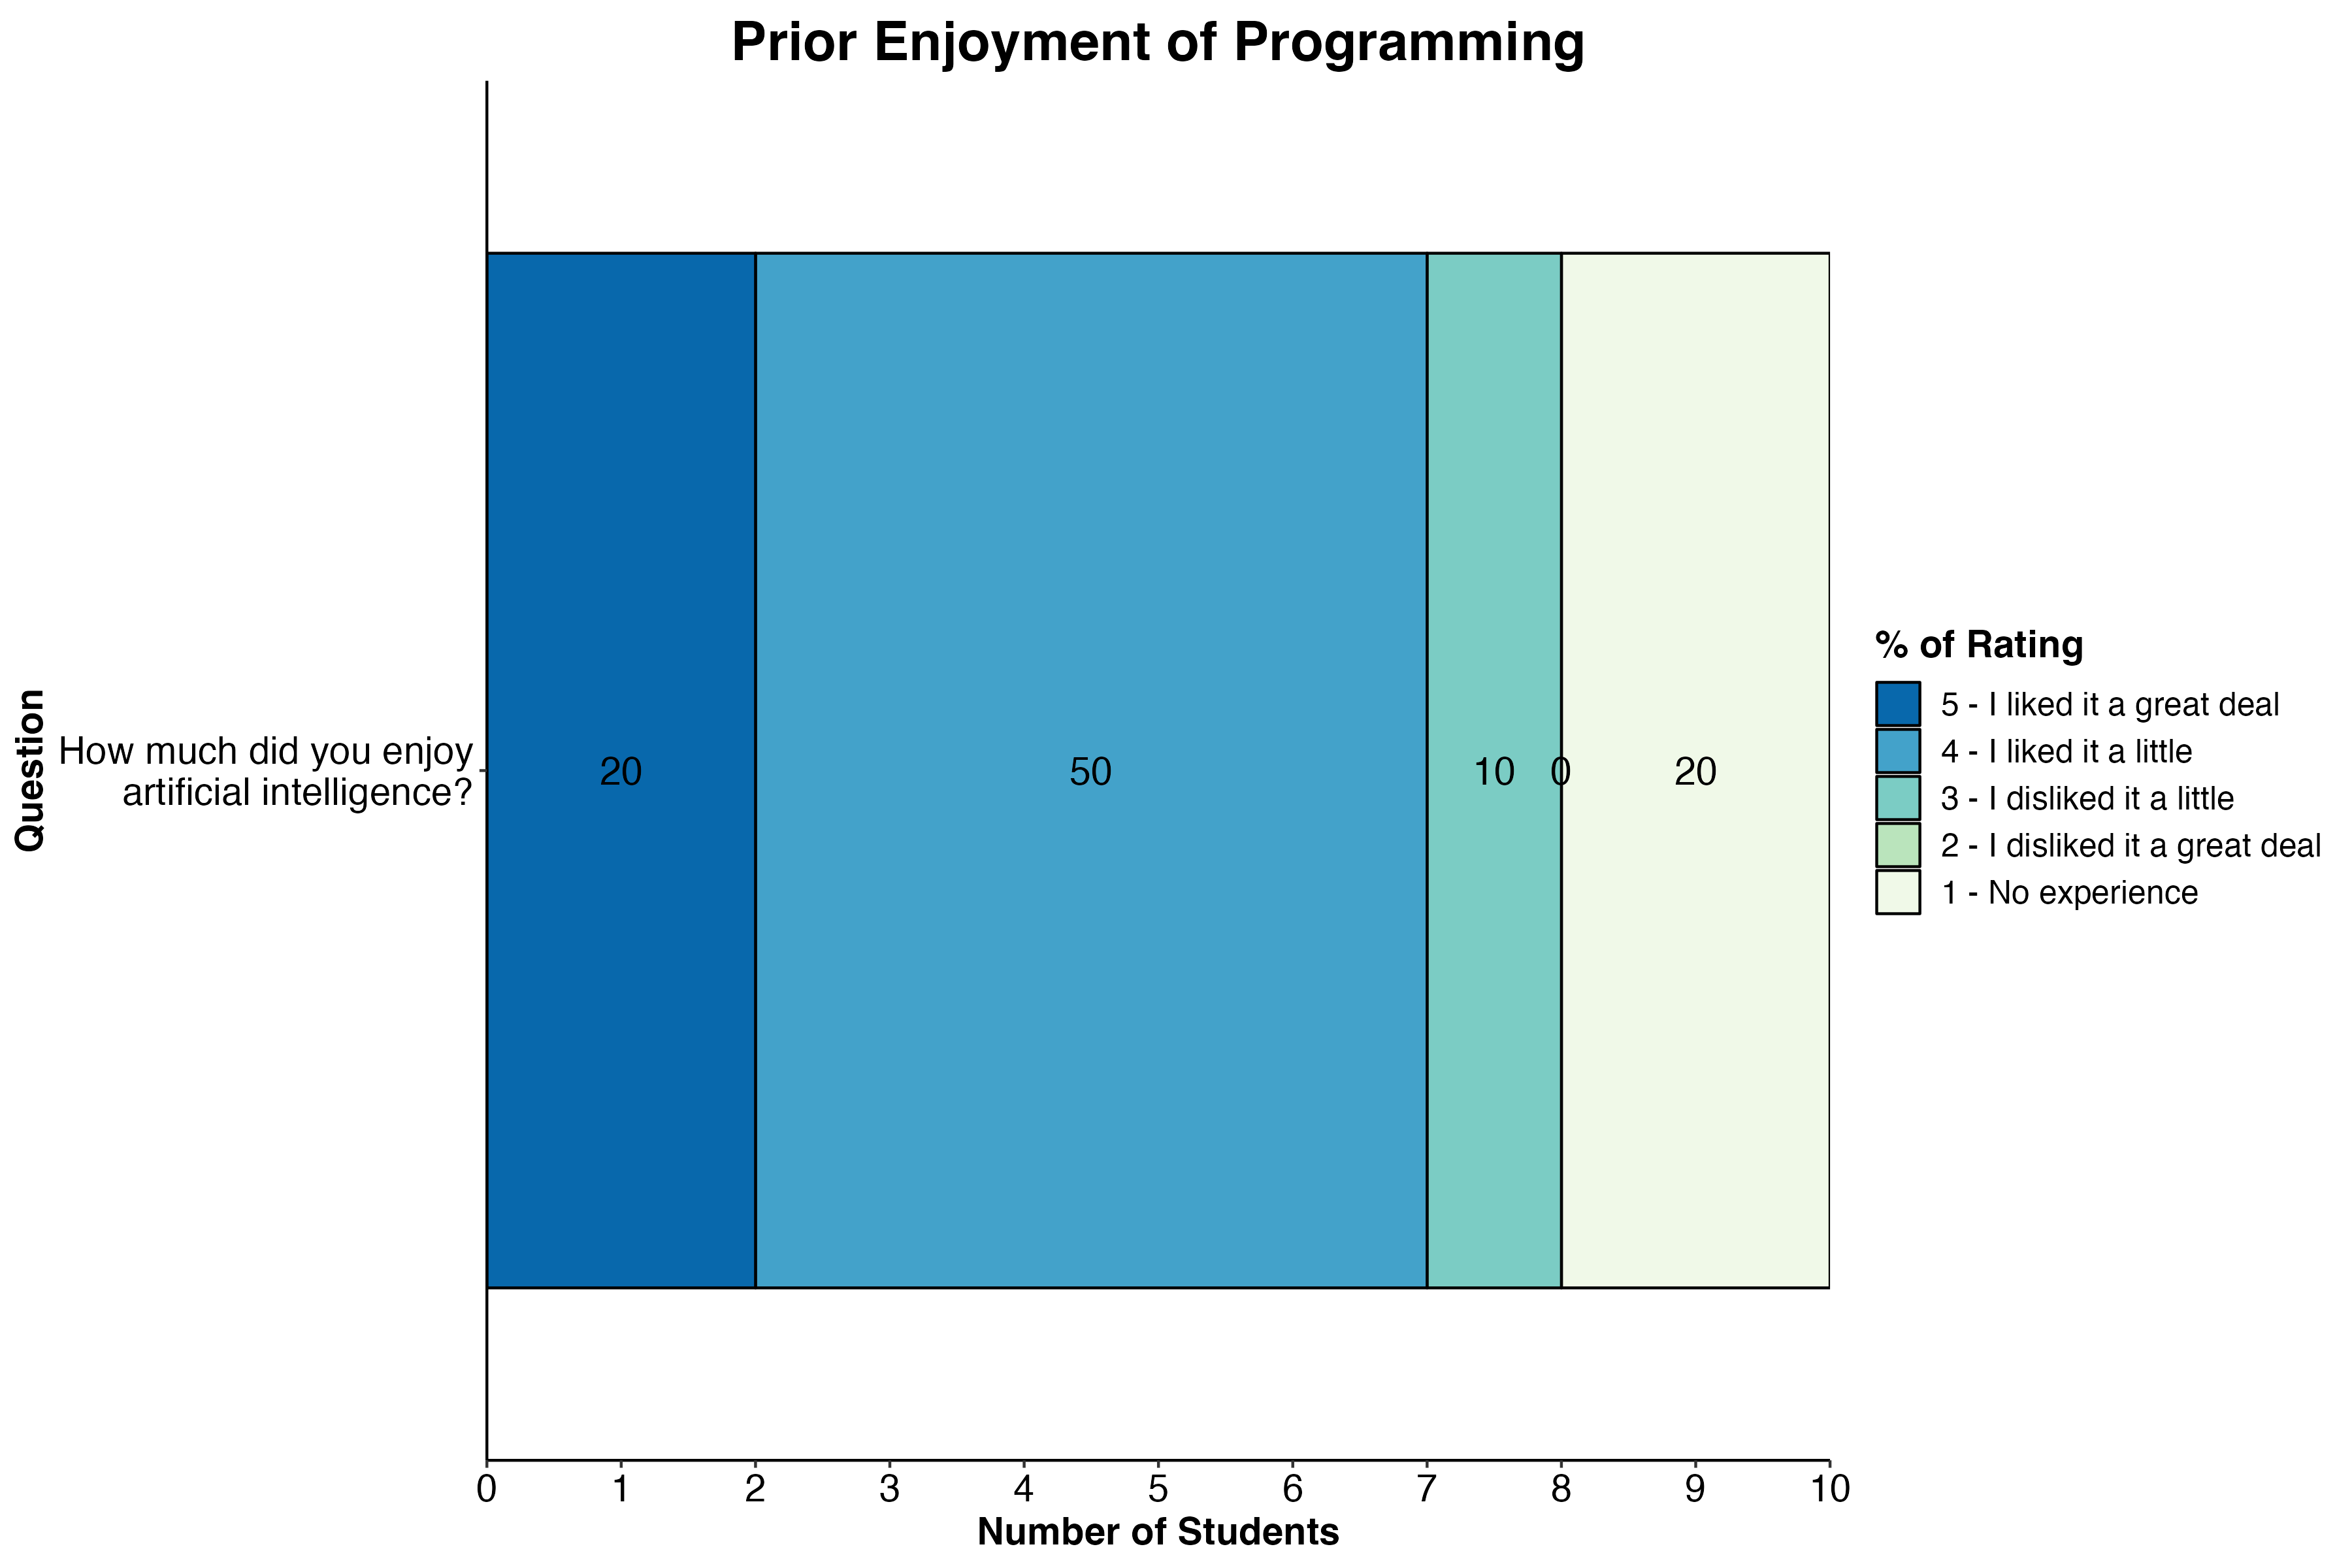 Prior Enjoyment of Programming
Question
How much did you enjoy
artificial intelligence?
20
50
10
0
20
% of Rating
5 - I liked it a great deal
4 - I liked it a little
3 - I disliked it a little
2 - I disliked it a great deal
1 - No experience
0 1 2 3 4 5 6 7 8 9 10
Number of Students